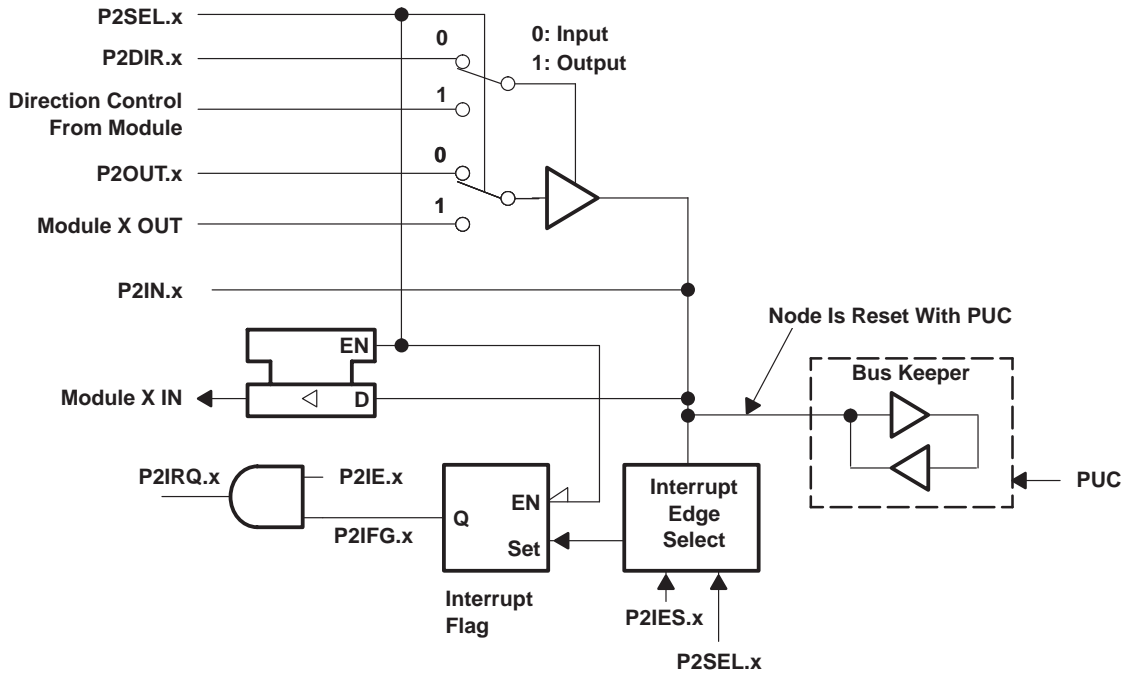 P2SEL.x
0
P2DIR.x
0: Input
1: Output
1
Direction Control
From Module
0
P2OUT.x
1
Module X OUT
P2IN.x
Node Is Reset With PUC
EN
Bus Keeper
Module X IN
D
P2IRQ.x
P2IE.x
Interrupt
Edge
Select
PUC
EN
Q
P2IFG.x
Set
Interrupt
Flag
P2IES.x
P2SEL.x